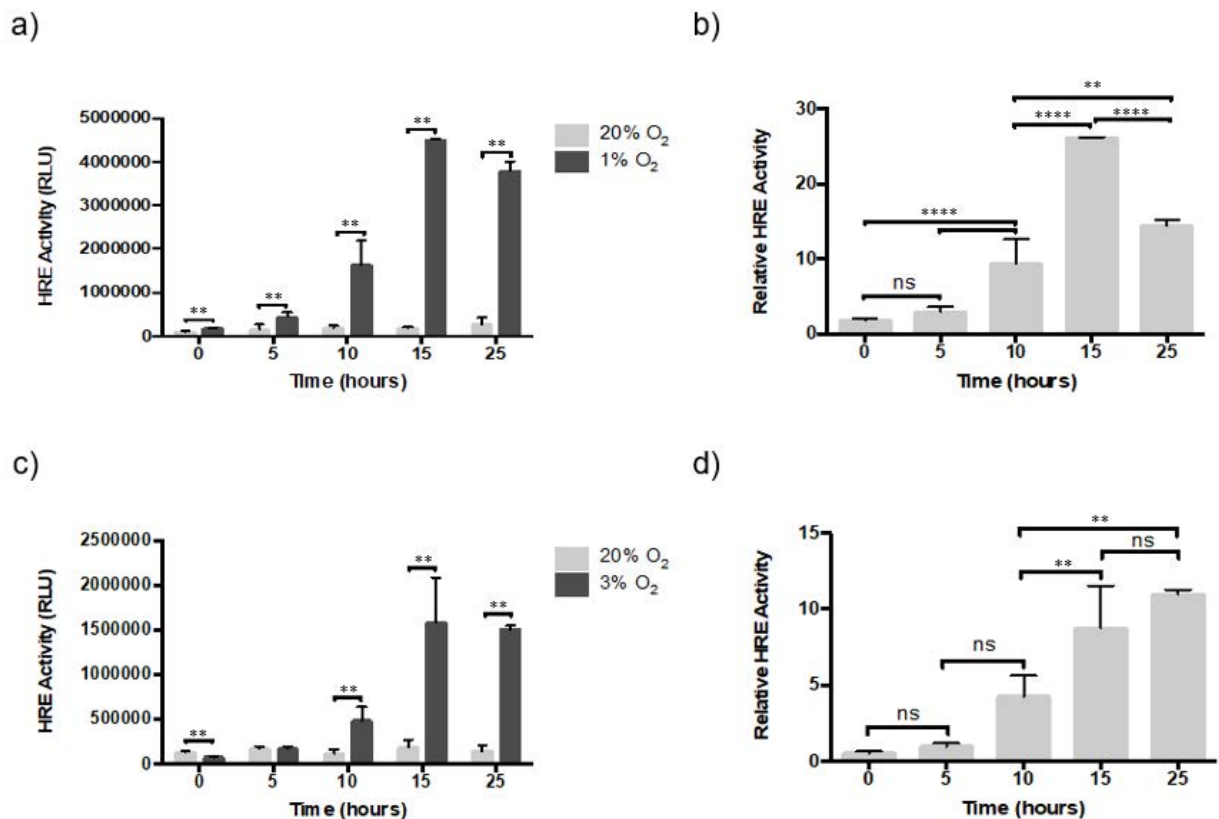 a)
HRE Activity (RLU)
5000000
4000000
3000000
2000000
1000000
0
**
**
**
**
**
0 5 10 15 25
Time (hours)
20% O₂
1% O₂
b)
Relative HRE Activity
30
20
10
0
**
**** ****
****
ns
0 5 10 15 25
Time (hours)
c)
HRE Activity (RLU)
2500000
2000000
1500000
1000000
500000
0
**
**
**
**
0 5 10 15 25
Time (hours)
20% O₂
3% O₂
d)
Relative HRE Activity
15
10
5
0
**
ns
**
ns
ns
0 5 10 15 25
Time (hours)